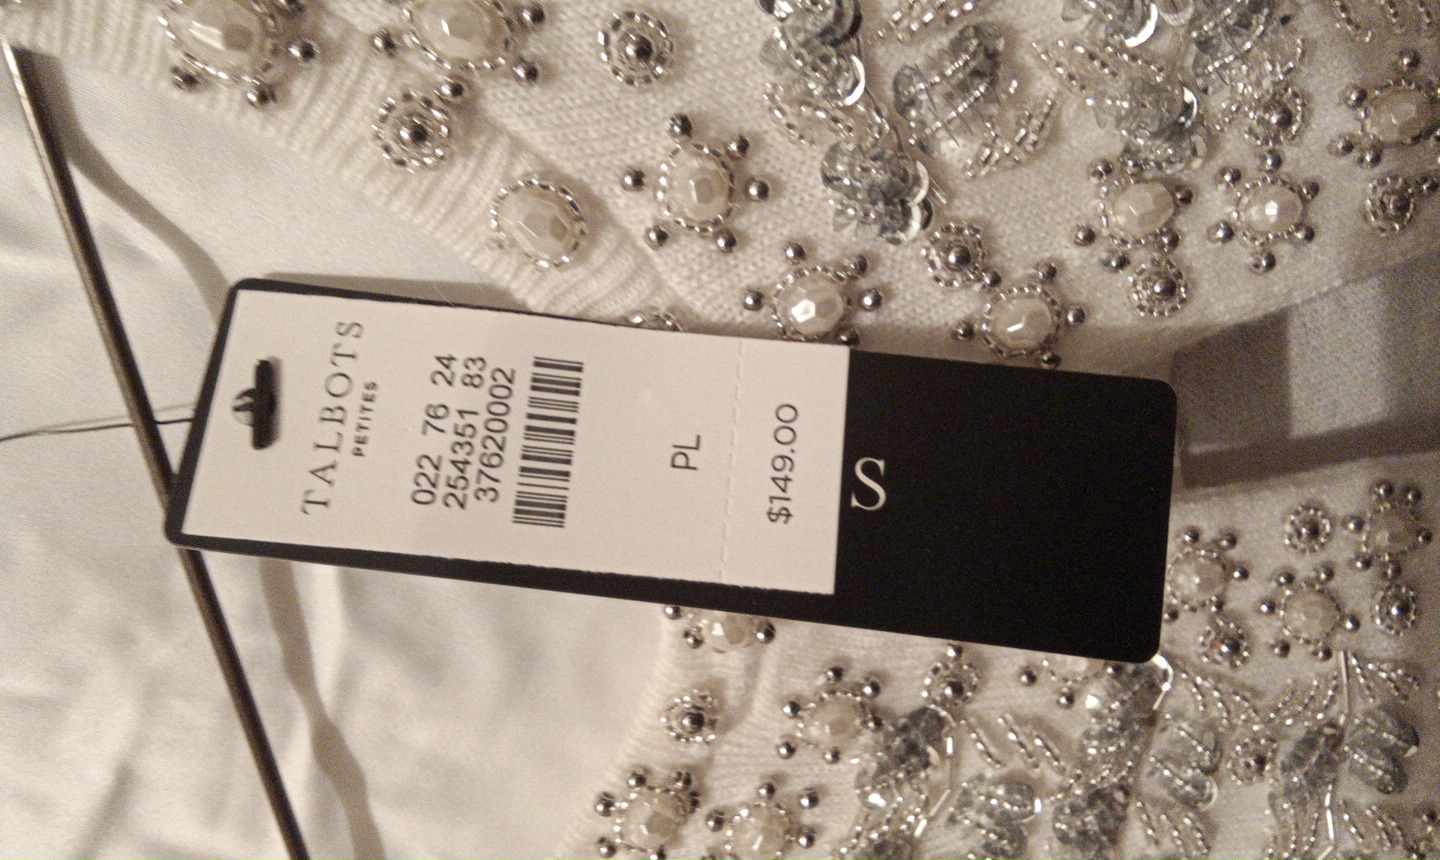 TALBOTS
PETITES
022 76 24
254351 83
37620002
PL
$149.00
S